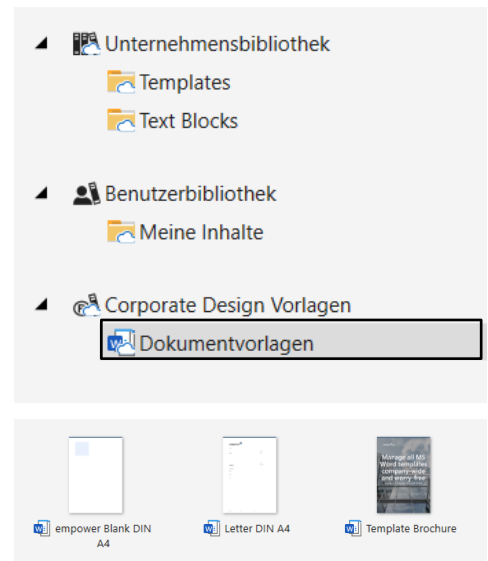 Unternehmensbibliothek
Templates
Text Blocks
Benutzerbibliothek
Meine Inhalte
Corporate Design Vorlagen
Dokumentvorlagen
Manage all MS
Word templates
company-wide
and worry-free
empower Blank DIN
A4
Letter DIN A4
Template Brochure